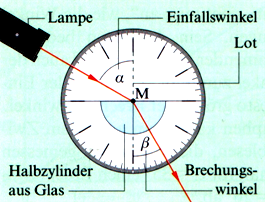 Lampe
Einfallswinkel
Lot
α
M
β
Halbzylinder
aus Glas
Brechungs-
winkel